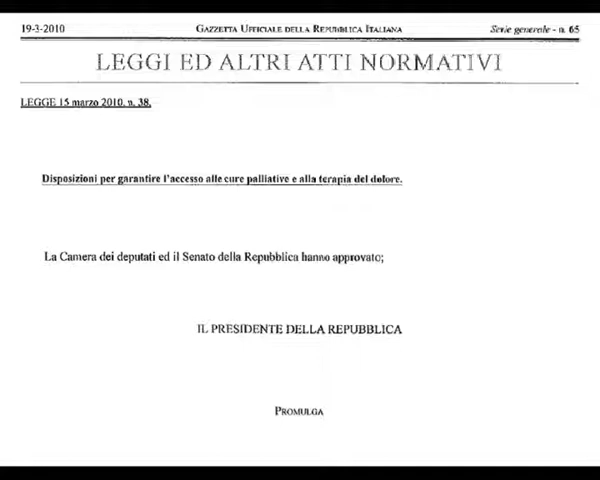 19-3-2010 GAZZETTA UFFICIALE DELLA REPUBBLICA ITALIANA Serie generale - n. 65
LEGGI ED ALTRI ATTI NORMATIVI
LEGGE 15 marzo 2010, n. 38.
Disposizioni per garantire l'accesso alle cure palliative e alla terapia del dolore.
La Camera dei deputati ed il Senato della Repubblica hanno approvato;
IL PRESIDENTE DELLA REPUBBLICA
PROMULGA